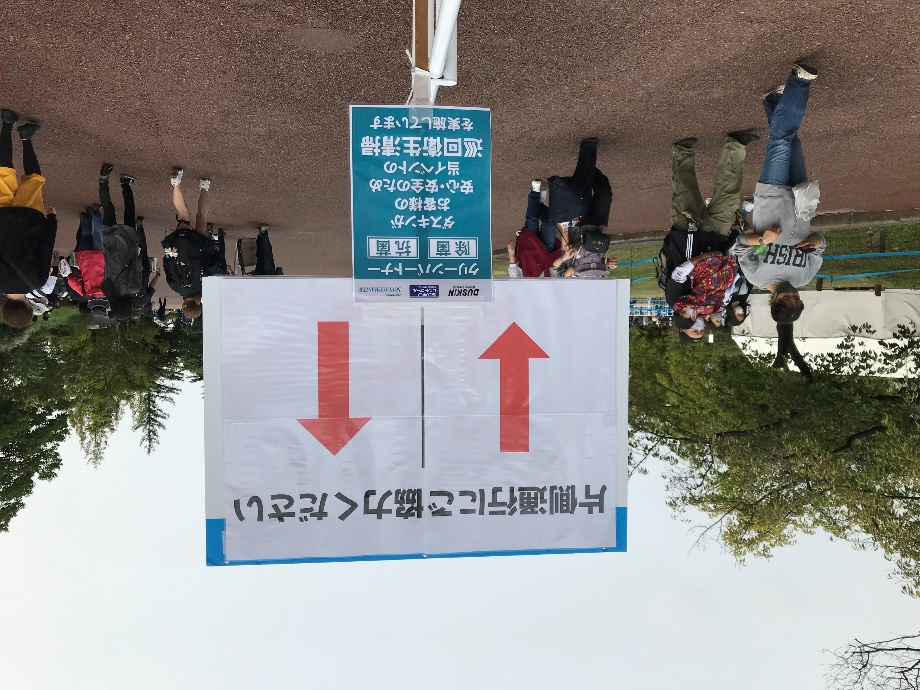 片側通行にご協力ください
DUSKIN
SERVICEMASTER
クリーンパートナー
除菌 抗菌
ダスキンが
お客様の
安心・安全のため
当イベントの
巡回衛生清掃
を実施しています